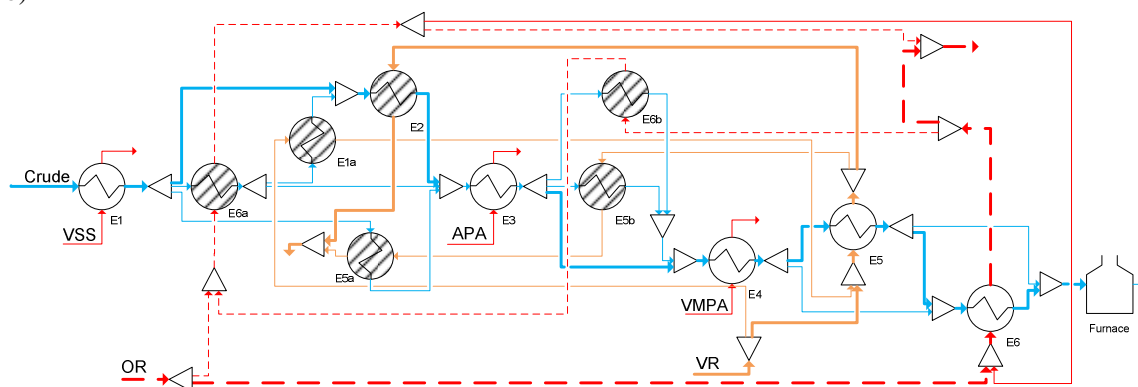 E6b
E2
E1a
Crude
E1
E6a
E3
E5b
VSS
APA
E5
E5a
E4
VMPA
Furnace
E6
OR
VR